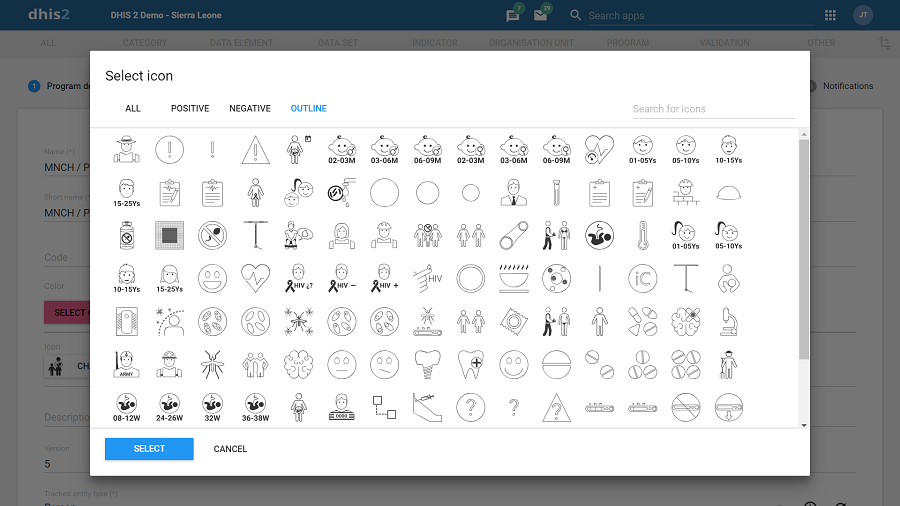 dhis2
DHIS 2 Demo - Sierra Leone
7
29
Search apps
JT
ALL
CATEGORY
DATA ELEMENT
DATA SET
INDICATOR
ORGANISATION UNIT
PROGRAM
VALIDATION
OTHER
1
Program de
Notifications
Name (*)
MNCH / P
Short name (*)
MNCH / P
Code
Color
SELECT
Icon
CH
Description
Version
5
Tracked entity type (*)
Person
Select icon
ALL
POSITIVE
NEGATIVE
OUTLINE
Search for icons
02-03M
03-06M
06-09M
02-03M
03-06M
06-09M
01-05Ys
05-10Ys
10-15Ys
15-25Ys
01-05Ys
05-10Ys
10-15Ys
15-25Ys
HIV ¿?
HIV –
HIV +
HIV
iC
ARMY
08-12W
24-26W
32W
36-38W
0000
?
?
?
SELECT
CANCEL